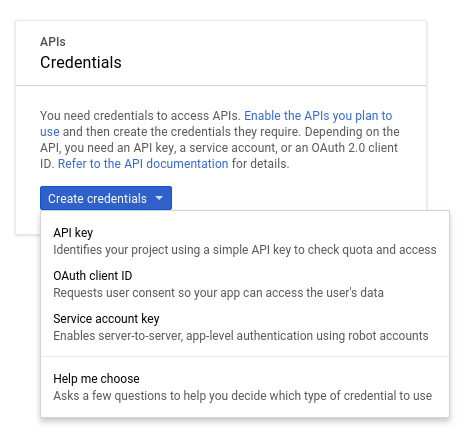 APIs
Credentials
You need credentials to access APIs. Enable the APIs you plan to
use and then create the credentials they require. Depending on the
API, you need an API key, a service account, or an OAuth 2.0 client
ID. Refer to the API documentation for details.
Create credentials
API key
Identifies your project using a simple API key to check quota and access
OAuth client ID
Requests user consent so your app can access the user's data
Service account key
Enables server-to-server, app-level authentication using robot accounts
Help me choose
Asks a few questions to help you decide which type of credential to use